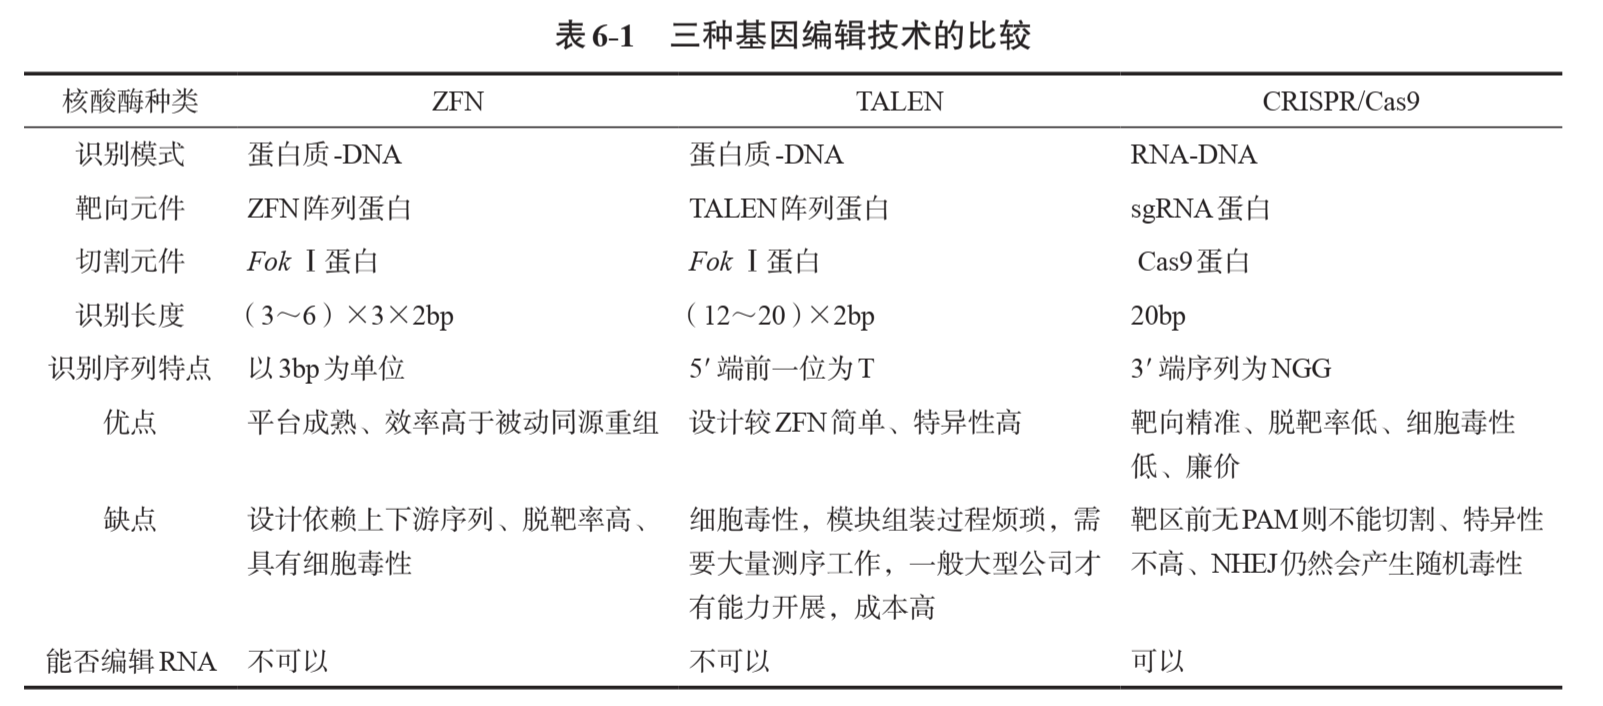 表6-1 三种基因编辑技术的比较
核酸酶种类 ZFN TALEN CRISPR/Cas9
识别模式 蛋白质-DNA 蛋白质-DNA RNA-DNA
靶向元件 ZFN阵列蛋白 TALEN阵列蛋白 sgRNA蛋白
切割元件 Fok Ⅰ蛋白 Fok Ⅰ蛋白 Cas9蛋白
识别长度 （3～6）×3×2bp （12～20）×2bp 20bp
识别序列特点 以3bp为单位 5′端前一位为T 3′端序列为NGG
优点 平台成熟、效率高于被动同源重组 设计较ZFN简单、特异性高 靶向精准、脱靶率低、细胞毒性
低、廉价
缺点 设计依赖上下游序列、脱靶率高、 细胞毒性，模块组装过程烦琐，需 靶区前无PAM则不能切割、特异性
具有细胞毒性 要大量测序工作，一般大型公司才 不高、NHEJ仍然会产生随机毒性
有能力开展，成本高
能否编辑RNA 不可以 不可以 可以